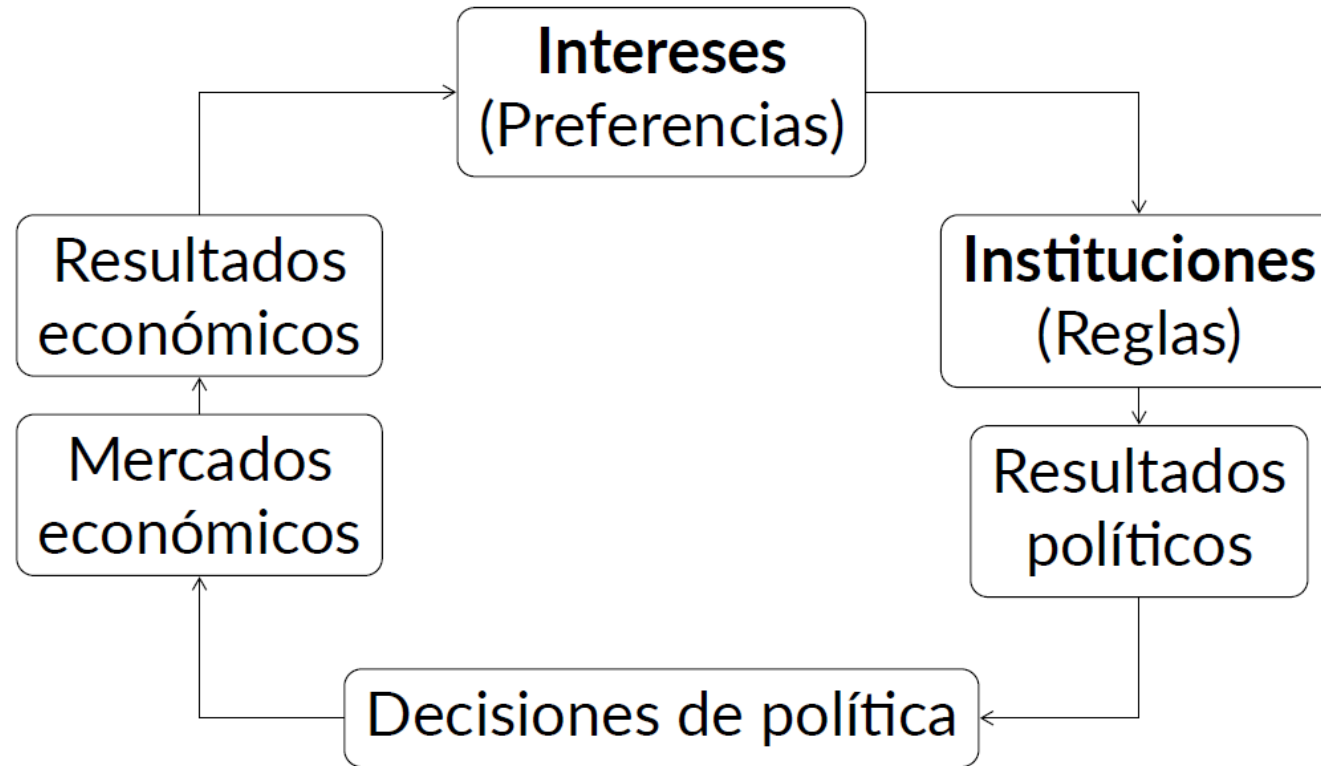 Intereses
(Preferencias)
Instituciones
(Reglas)
Resultados
políticos
Decisiones de política
Mercados
económicos
Resultados
económicos